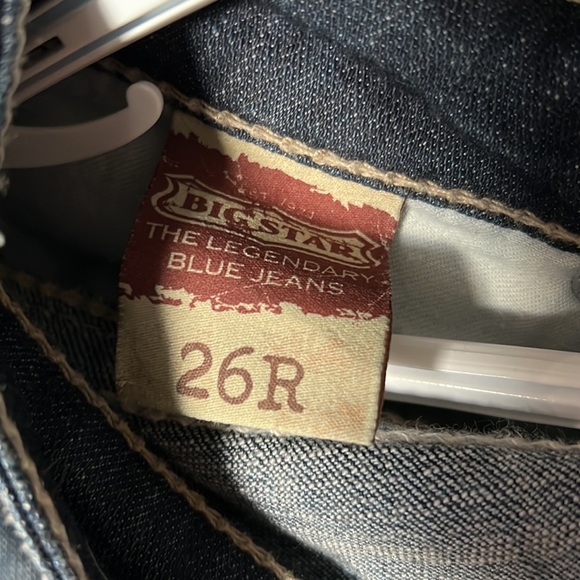 BIG STAR
THE LEGENDARY
BLUE JEANS
26R